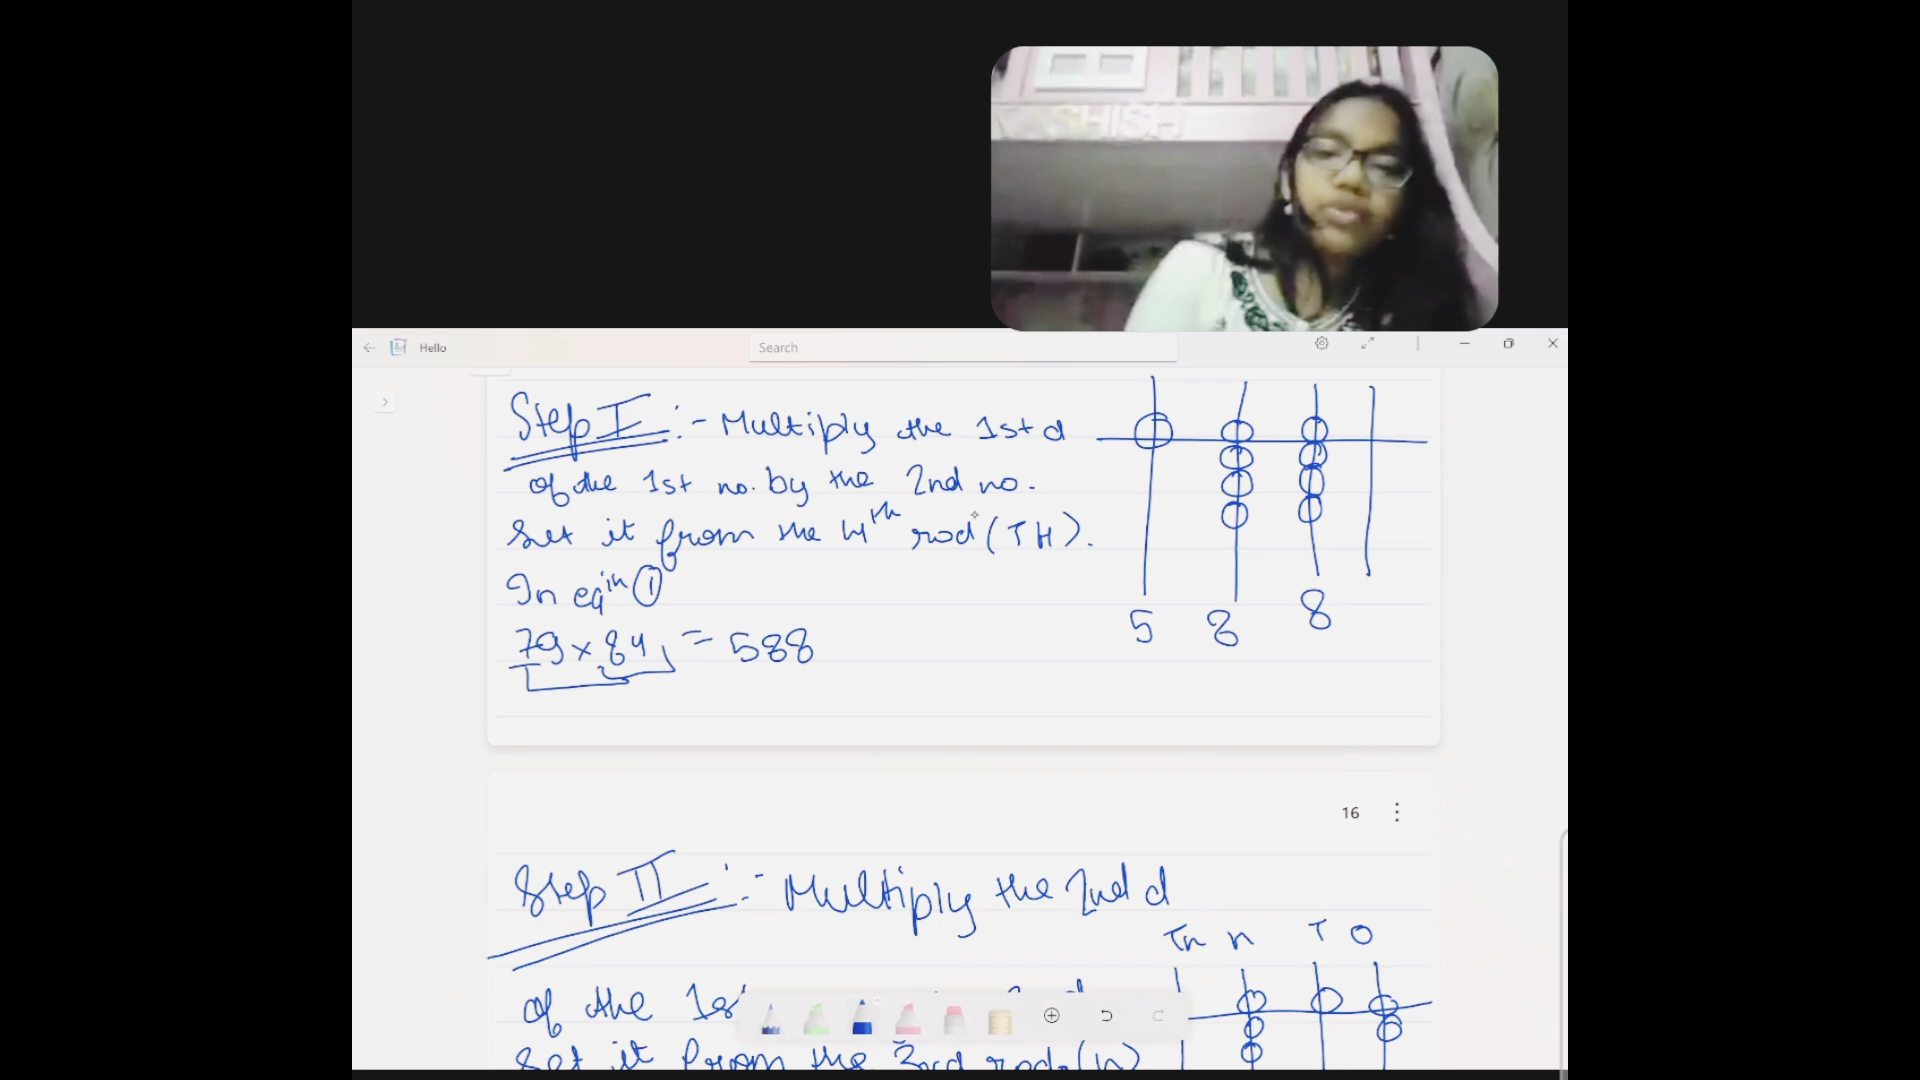 SHISH
Hello
Search
Step I :- Multiply the 1st d
of the 1st no. by the 2nd no.
Set it from the 4th rod (TH).
In eqin ①
79 x 84 = 588
5 8 8
16
Step II :- Multiply the 2nd d
Th h T O
of the 1st
Set it from the 3rd rod (h)